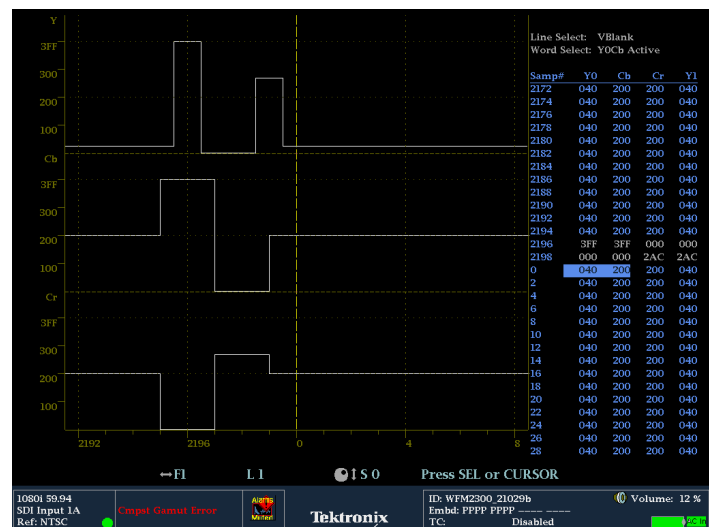 Y
3FF
300
200
100
Cb
3FF
300
200
100
Cr
3FF
300
200
100
2192 2196 0 4 8
Line Select: VBlank
Word Select: Y0Cb Active
Samp# Y0 Cb Cr Y1
2172 040 200 200 040
2174 040 200 200 040
2176 040 200 200 040
2178 040 200 200 040
2180 040 200 200 040
2182 040 200 200 040
2184 040 200 200 040
2186 040 200 200 040
2188 040 200 200 040
2190 040 200 200 040
2192 040 200 200 040
2194 040 200 200 040
2196 3FF 3FF 000 000
2198 000 000 2AC 2AC
0 040 200 200 040
2 040 200 200 040
4 040 200 200 040
6 040 200 200 040
8 040 200 200 040
10 040 200 200 040
12 040 200 200 040
14 040 200 200 040
16 040 200 200 040
18 040 200 200 040
20 040 200 200 040
22 040 200 200 040
24 040 200 200 040
26 040 200 200 040
28 040 200 200 040
↔F1 L 1 ↕ S 0 Press SEL or CURSOR
1080i 59.94
SDI Input 1A
Ref: NTSC
Cmpst Gamut Error
Alarms
Muted
Tektronix
ID: WFM2300_21029b
Embd: PPPP PPPP ---- ----
TC: Disabled
Volume: 12 %
AC In